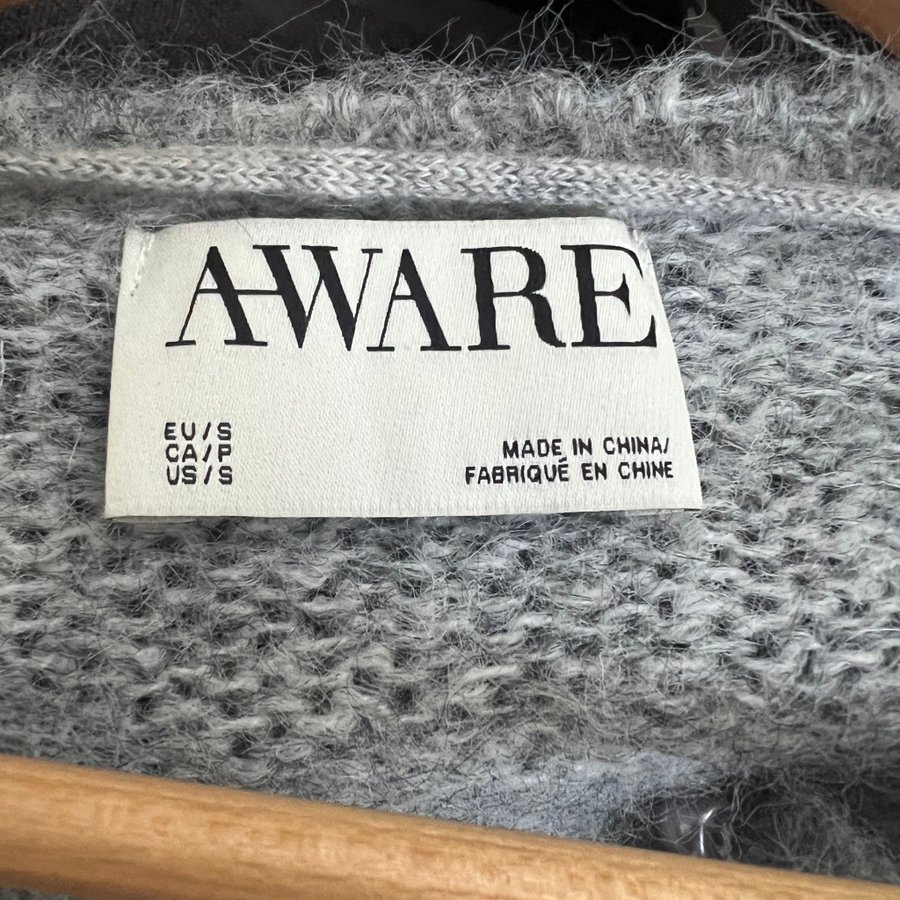 AWARE
EU/S
CA/P
US/S
MADE IN CHINA/
FABRIQUÉ EN CHINE